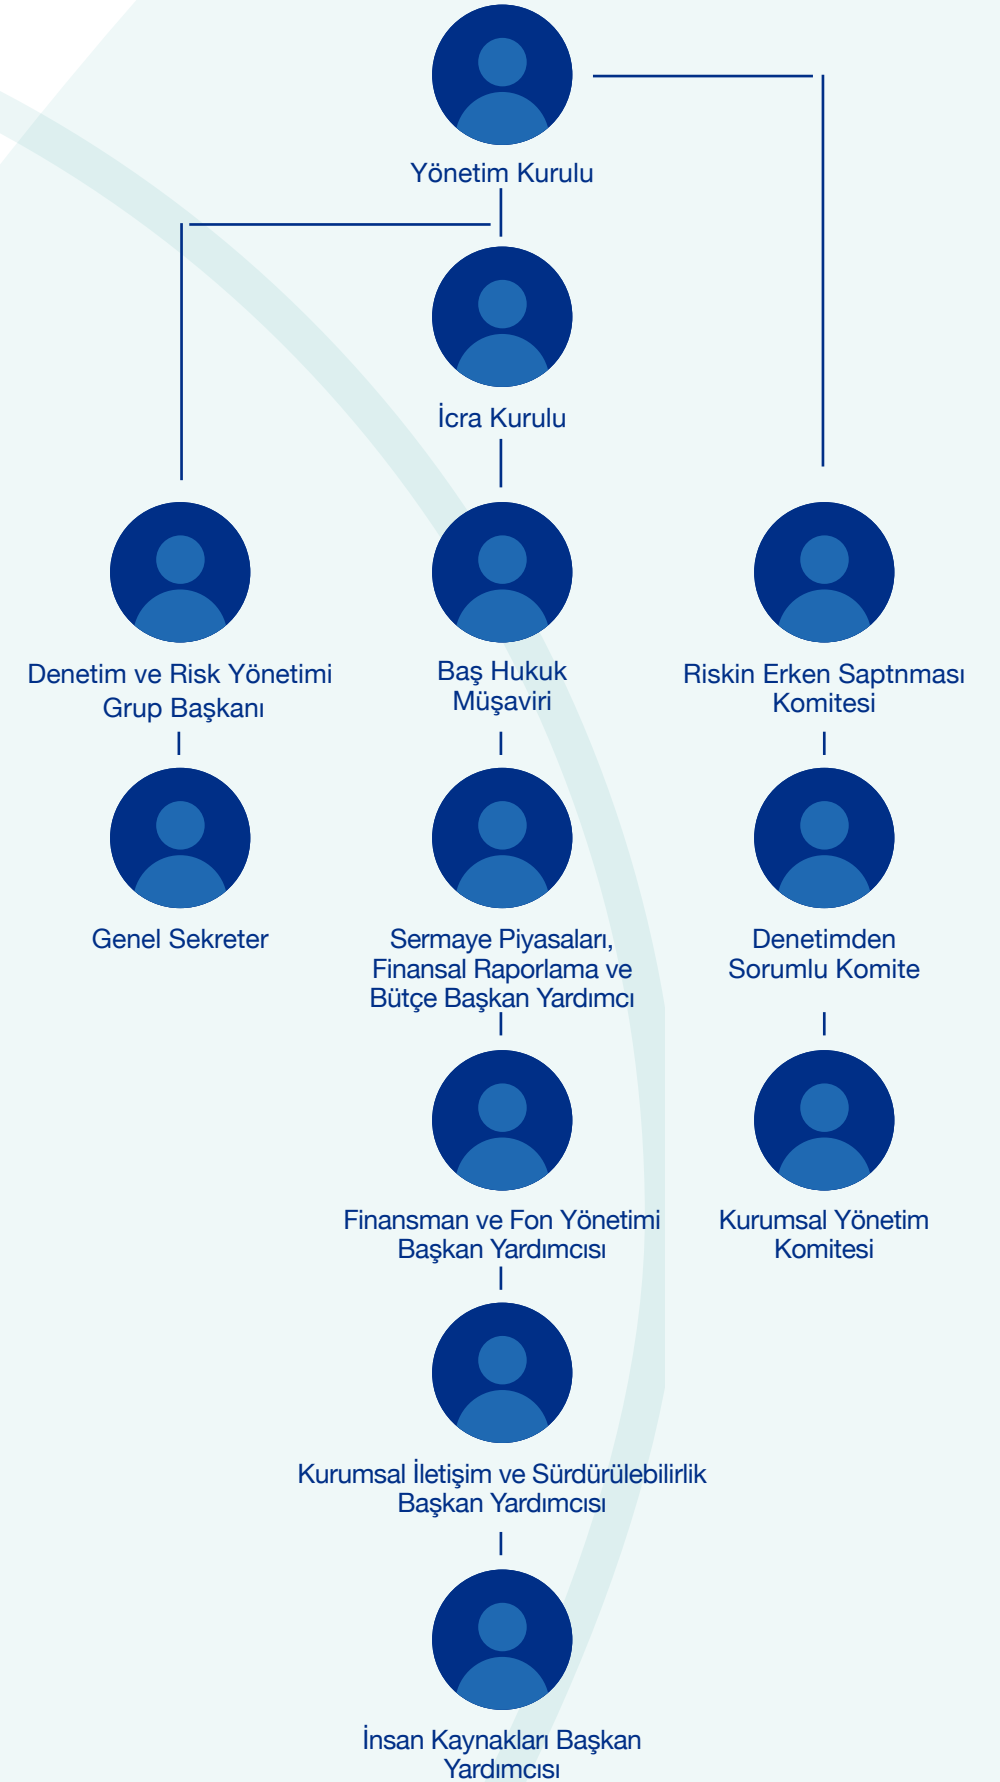 Yönetim Kurulu
İcra Kurulu
Denetim ve Risk Yönetimi
Grup Başkanı
Baş Hukuk
Müşaviri
Riskin Erken Saptnması
Komitesi
Genel Sekreter
Sermaye Piyasaları,
Finansal Raporlama ve
Bütçe Başkan Yardımcı
Denetimden
Sorumlu Komite
Finansman ve Fon Yönetimi
Başkan Yardımcısı
Kurumsal Yönetim
Komitesi
Kurumsal İletişim ve Sürdürülebilirlik
Başkan Yardımcısı
İnsan Kaynakları Başkan
Yardımcısı